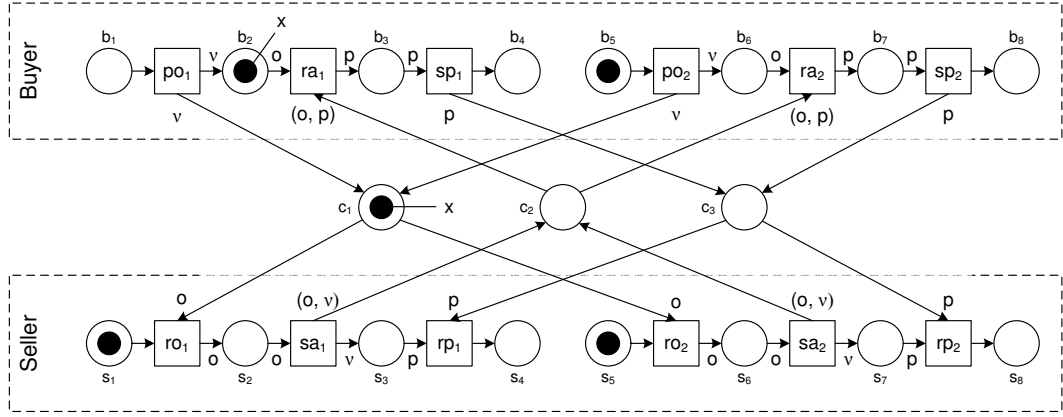 x
b₁ b₂ b₃ b₄ b₅ b₆ b₇ b₈
Buyer
po₁ ν o ra₁ p p sp₁ po₂ ν o ra₂ p p sp₂
ν (o, p) p ν (o, p) p
c₁ x c₂ c₃
o (o, ν) p o (o, ν) p
Seller
ro₁ o o sa₁ ν p rp₁ ro₂ o o sa₂ ν p rp₂
s₁ s₂ s₃ s₄ s₅ s₆ s₇ s₈